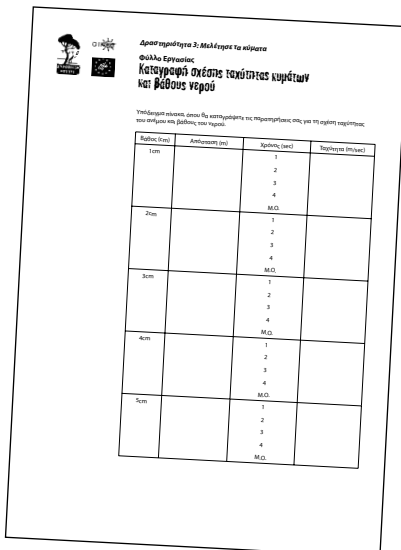 Δραστηριότητα 3: Μελέτησε τα κύματα
Φύλλο Εργασίας
Καταγραφή σχέσης ταχύτητας κυμάτων
και βάθους νερού
Υπόδειγμα πίνακα, όπου θα καταγράψετε τις παρατηρήσεις σας για τη σχέση ταχύτητας
του ανέμου και βάθους του νερού.
Βάθος (cm) Απόσταση (m) Χρόνος (sec) Ταχύτητα (m/sec)
1cm 1
2
3
4
Μ.Ο.
2cm 1
2
3
4
Μ.Ο.
3cm 1
2
3
4
Μ.Ο.
4cm 1
2
3
4
Μ.Ο.
5cm 1
2
3
4
Μ.Ο.